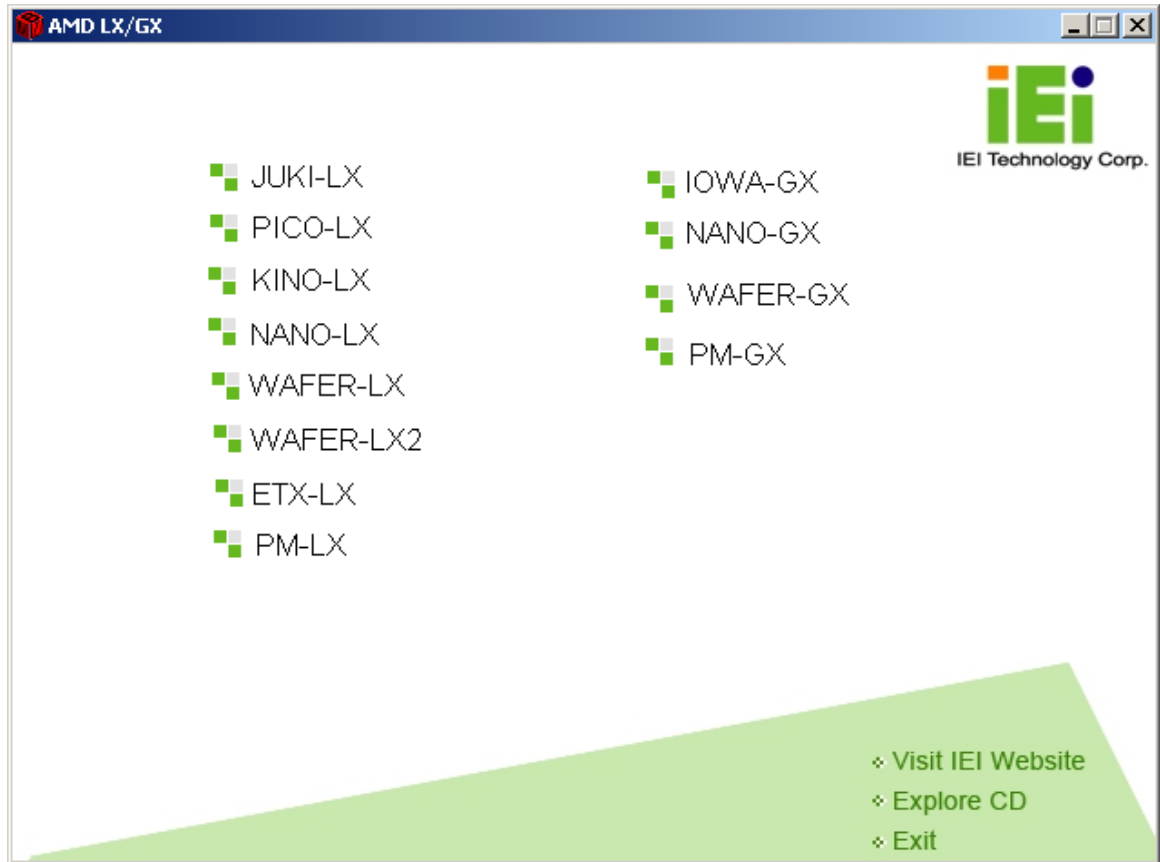 AMD LX/GX
iEi
IEI Technology Corp.
JUKI-LX
PICO-LX
KINO-LX
NANO-LX
WAFER-LX
WAFER-LX2
ETX-LX
PM-LX
IOWA-GX
NANO-GX
WAFER-GX
PM-GX
Visit IEI Website
Explore CD
Exit